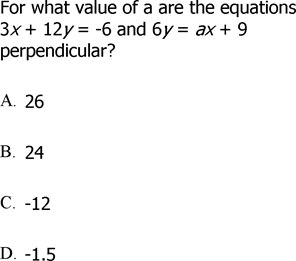 For what value of a are the equations
3x + 12y = -6 and 6y = ax + 9
perpendicular?
A. 26
B. 24
C. -12
D. -1.5